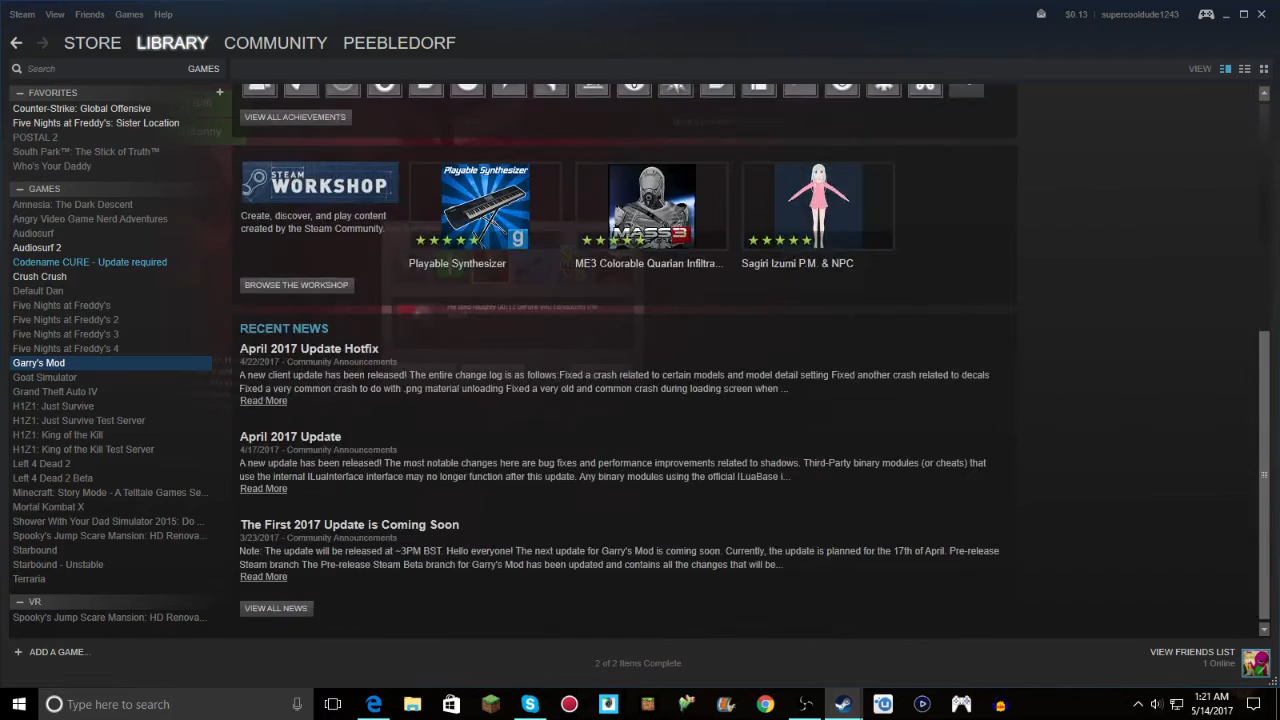 Steam View Friends Games Help $0.13 supercooldude1243
STORE LIBRARY COMMUNITY PEEBLEDORF
Search GAMES VIEW
FAVORITES
Counter-Strike: Global Offensive
Five Nights at Freddy's: Sister Location
POSTAL 2
South Park™: The Stick of Truth™
Who's Your Daddy
GAMES
Amnesia: The Dark Descent
Angry Video Game Nerd Adventures
Audiosurf
Audiosurf 2
Codename CURE - Update required
Crush Crush
Default Dan
Five Nights at Freddy's
Five Nights at Freddy's 2
Five Nights at Freddy's 3
Five Nights at Freddy's 4
Garry's Mod
Goat Simulator
Grand Theft Auto IV
H1Z1: Just Survive
H1Z1: Just Survive Test Server
H1Z1: King of the Kill
H1Z1: King of the Kill Test Server
Left 4 Dead 2
Left 4 Dead 2 Beta
Minecraft: Story Mode - A Telltale Games Se...
Mortal Kombat X
Shower With Your Dad Simulator 2015: Do ...
Spooky's Jump Scare Mansion: HD Renova...
Starbound
Starbound - Unstable
Terraria
VR
Spooky's Jump Scare Mansion: HD Renova...
+ ADD A GAME...
VIEW ALL ACHIEVEMENTS
STEAM
WORKSHOP
Create, discover, and play content
created by the Steam Community.
BROWSE THE WORKSHOP
Playable Synthesizer
g
Playable Synthesizer
MASS 3
ME3 Colorable Quarian Infiltra...
Sagiri Izumi P.M. & NPC
RECENT NEWS
April 2017 Update Hotfix
4/22/2017 - Community Announcements
A new client update has been released! The entire change log is as follows:Fixed a crash related to certain models and model detail setting Fixed another crash related to decals
Fixed a very common crash to do with .png material unloading Fixed a very old and common crash during loading screen when ...
Read More
April 2017 Update
4/17/2017 - Community Announcements
A new update has been released! The most notable changes here are bug fixes and performance improvements related to shadows. Third-Party binary modules (or cheats) that
use the internal ILuaInterface interface may no longer function after this update. Any binary modules using the official ILuaBase i...
Read More
The First 2017 Update is Coming Soon
3/23/2017 - Community Announcements
Note: The update will be released at ~3PM BST. Hello everyone! The next update for Garry's Mod is coming soon. Currently, the update is planned for the 17th of April. Pre-release
Steam branch The Pre-release Steam Beta branch for Garry's Mod has been updated and contains all the changes that will be...
Read More
VIEW ALL NEWS
2 of 2 Items Complete
VIEW FRIENDS LIST
1 Online
Type here to search
1:21 AM
5/14/2017